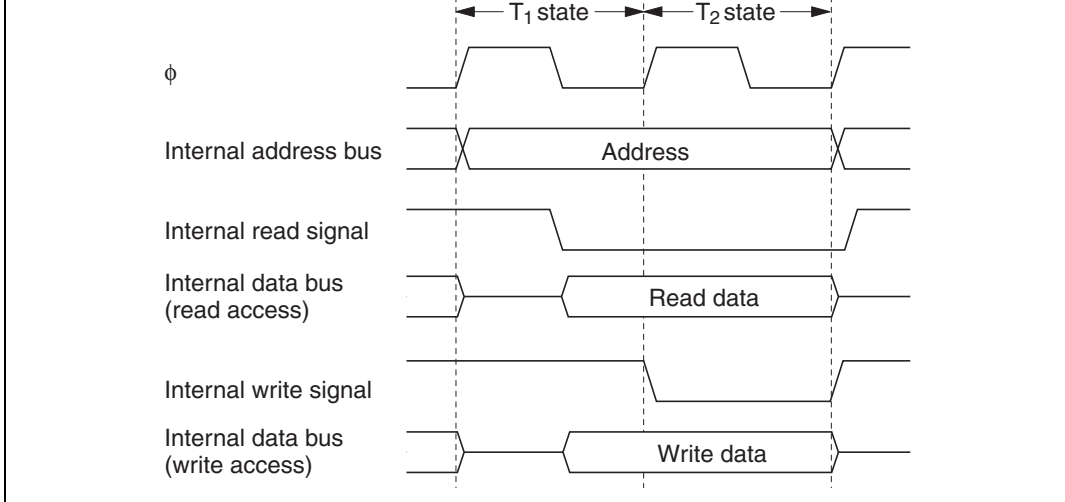 T1 state T2 state
ϕ
Internal address bus Address
Internal read signal
Internal data bus
(read access) Read data
Internal write signal
Internal data bus
(write access) Write data